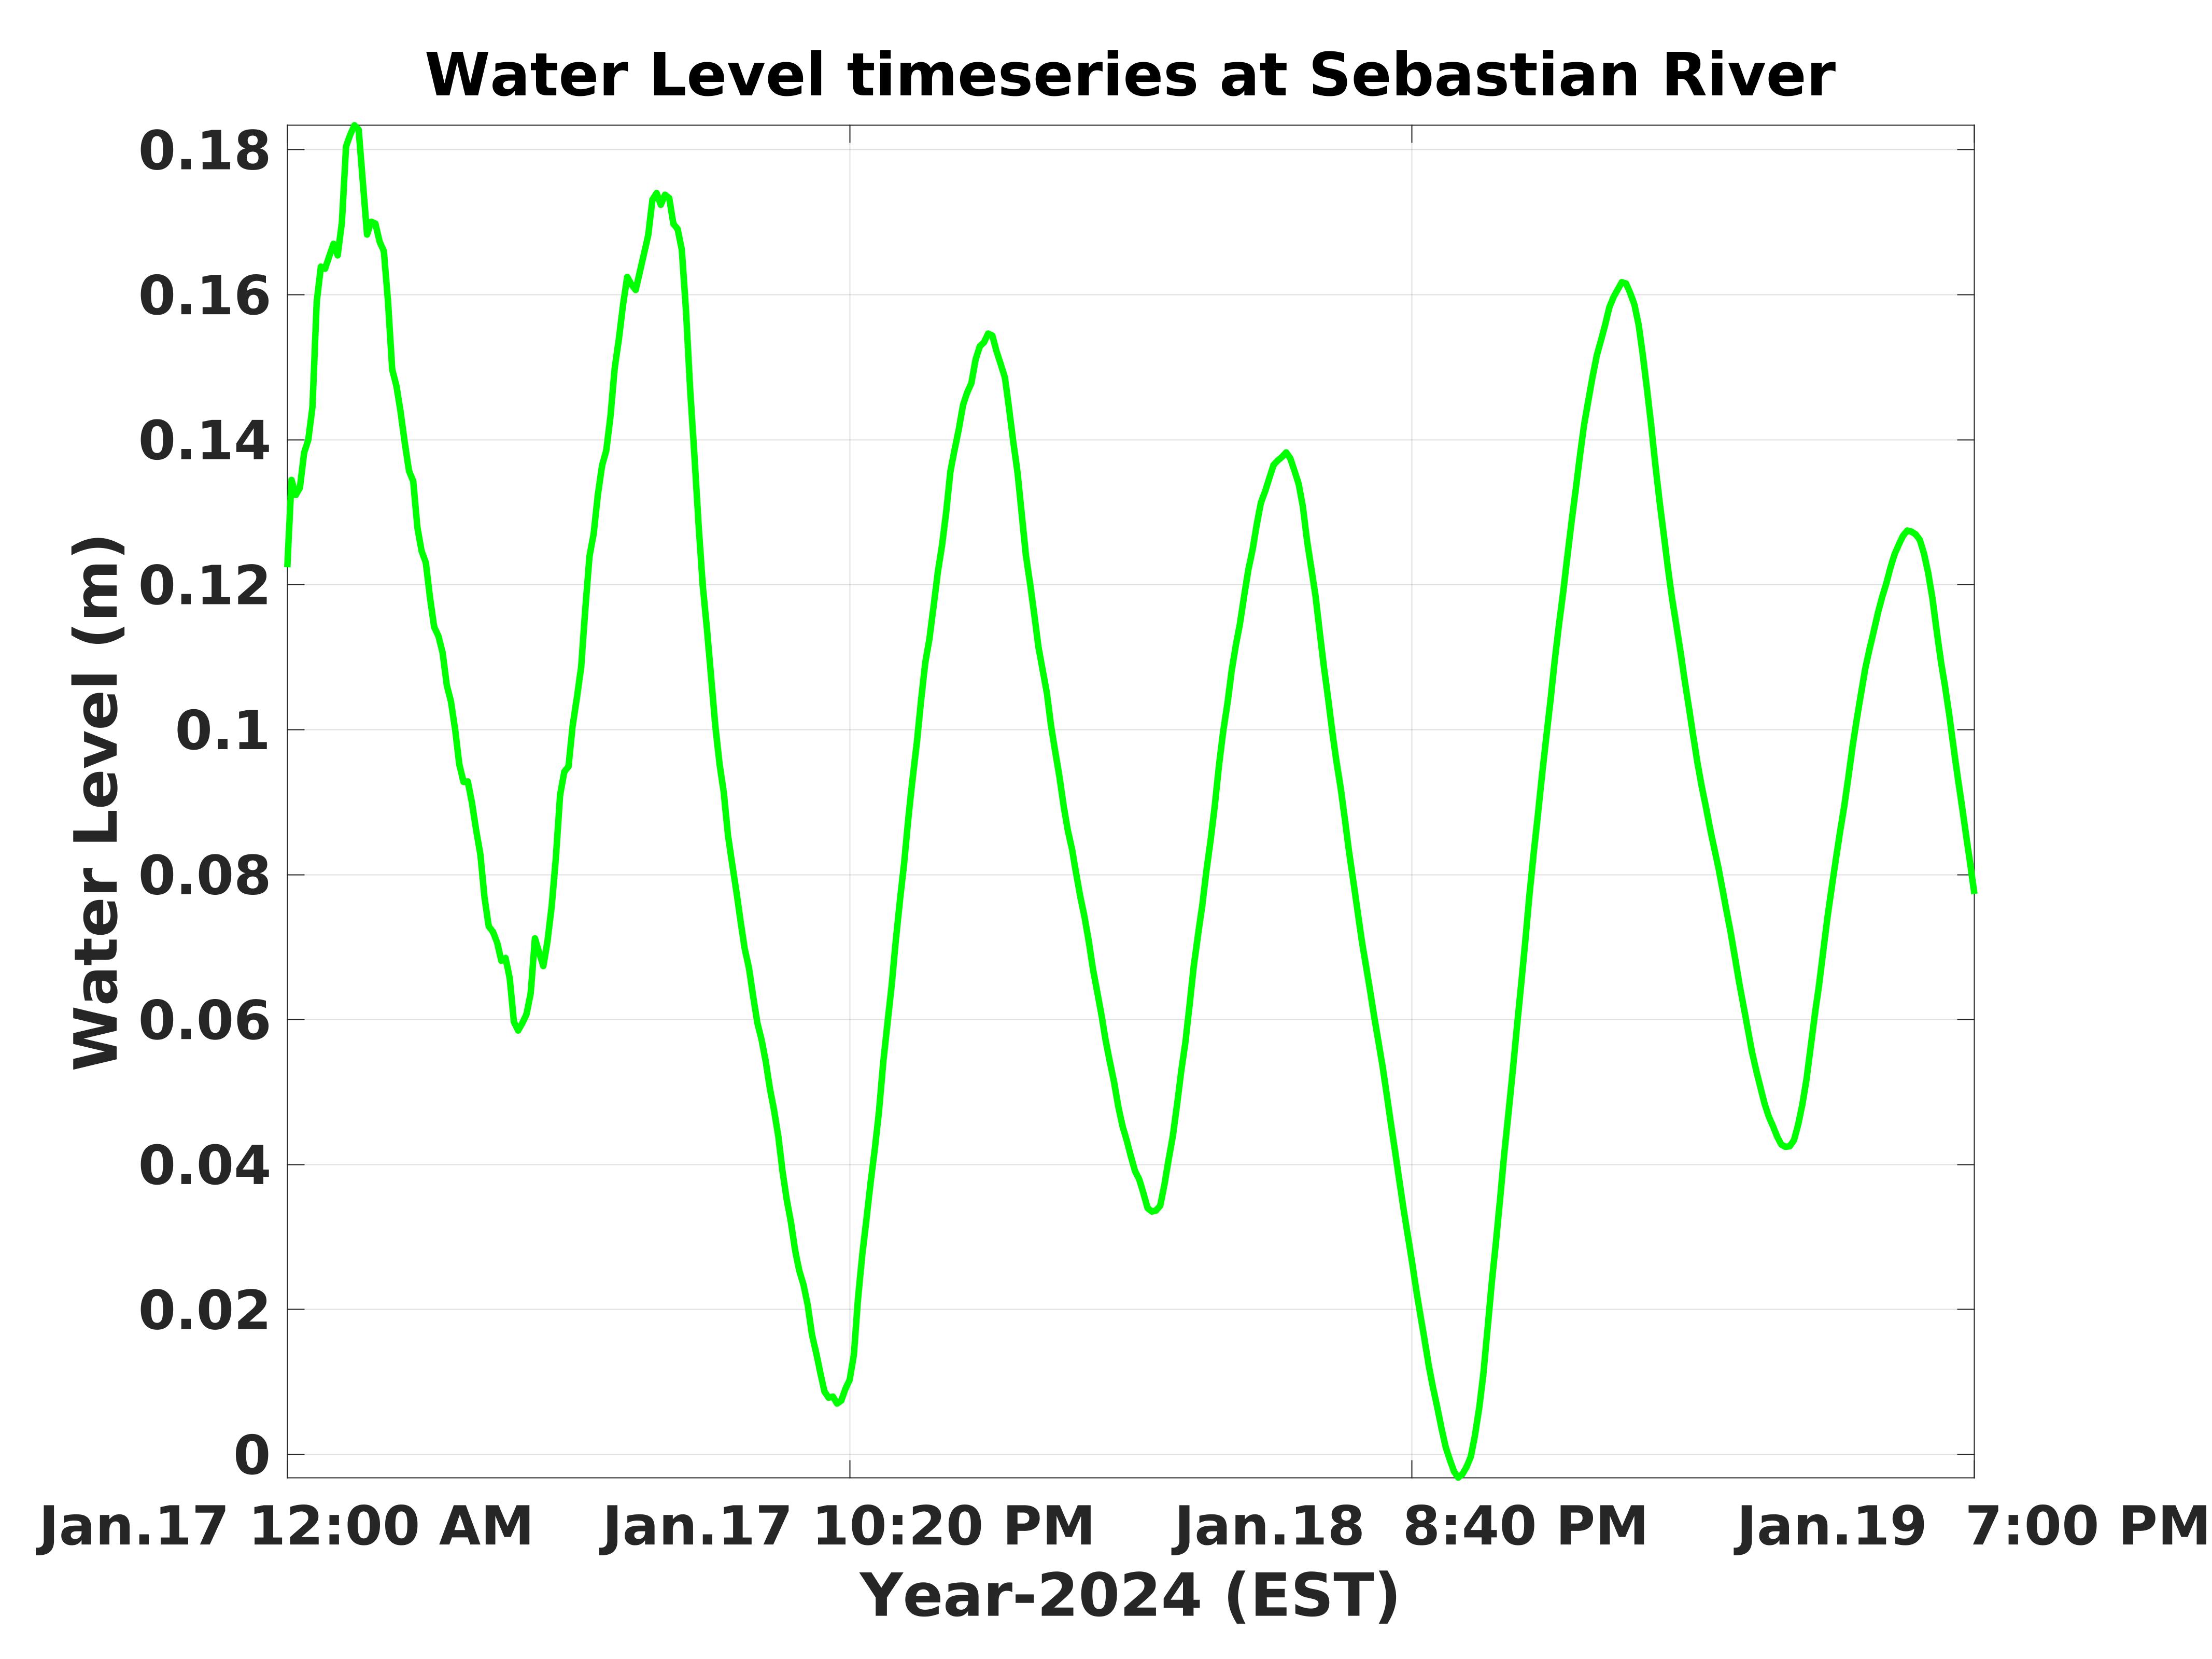 Water Level timeseries at Sebastian River
Water Level (m)
0.18
0.16
0.14
0.12
0.1
0.08
0.06
0.04
0.02
0
Jan.17 12:00 AM
Jan.17 10:20 PM
Jan.18 8:40 PM
Jan.19 7:00 PM
Year-2024 (EST)